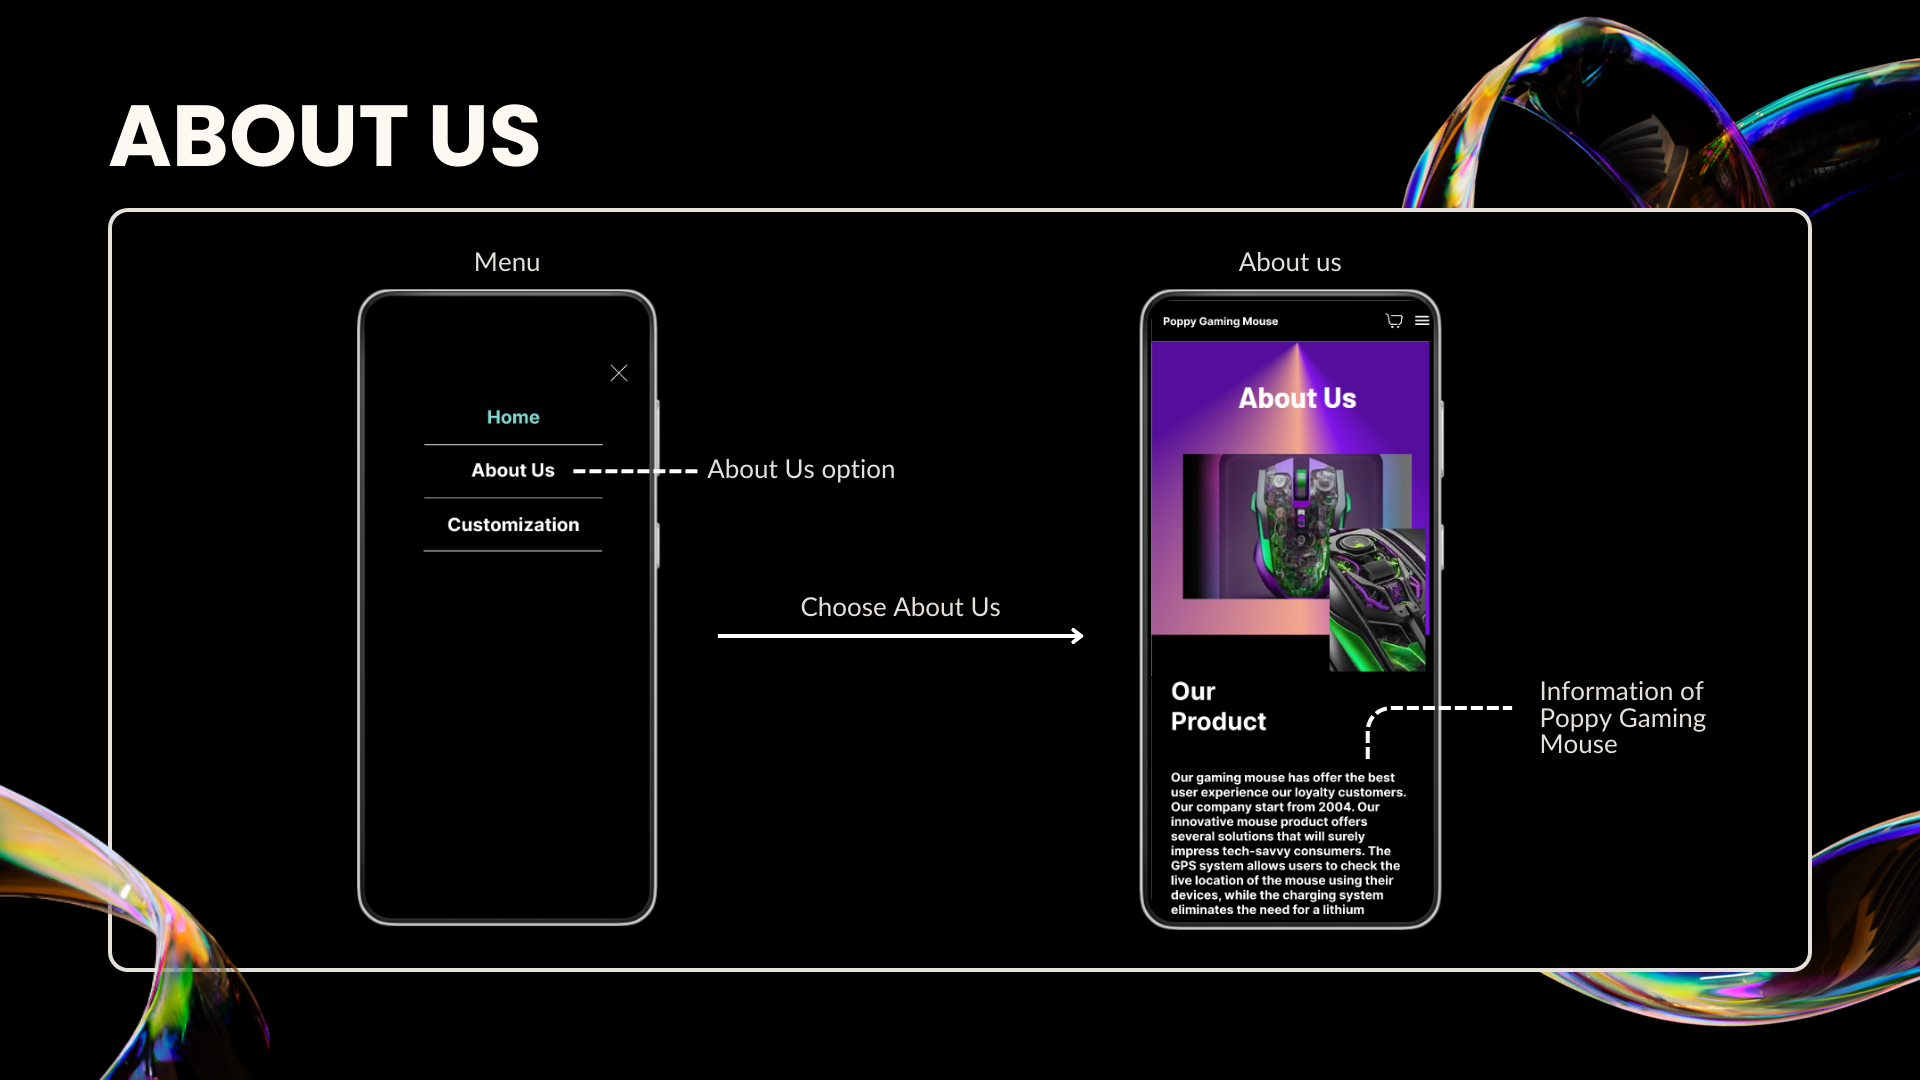 ABOUT US
Menu
Home
About Us
Customization
About Us option
Choose About Us
About us
Poppy Gaming Mouse
About Us
Our
Product
Our gaming mouse has offer the best
user experience our loyalty customers.
Our company start from 2004. Our
innovative mouse product offers
several solutions that will surely
impress tech-savvy consumers. The
GPS system allows users to check the
live location of the mouse using their
devices, while the charging system
eliminates the need for a lithium
Information of
Poppy Gaming
Mouse